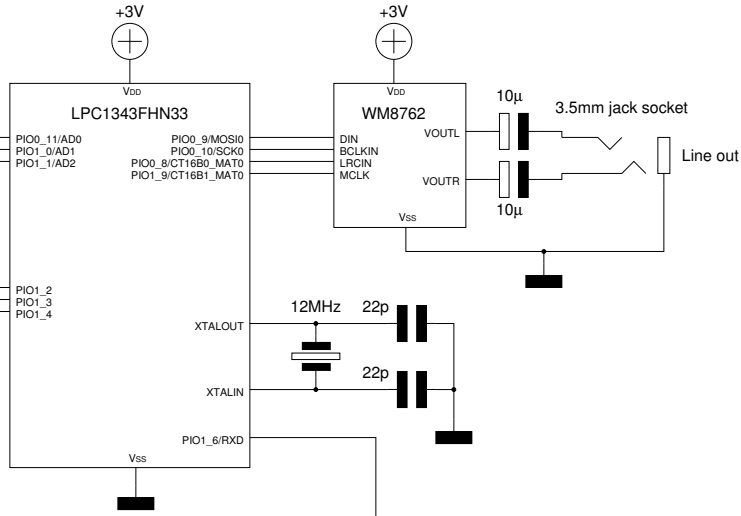 +3V
+3V
VDD
LPC1343FHN33
VDD
WM8762
10µ
3.5mm jack socket
PIO0_11/AD0
PIO1_0/AD1
PIO1_1/AD2
PIO0_9/MOSI0
PIO0_10/SCK0
PIO0_8/CT16B0_MAT0
PIO1_9/CT16B1_MAT0
DIN
BCLKIN
LRCIN
MCLK
VOUTL
VOUTR
Line out
10µ
VSS
PIO1_2
PIO1_3
PIO1_4
12MHz
22p
XTALOUT
22p
XTALIN
PIO1_6/RXD
VSS